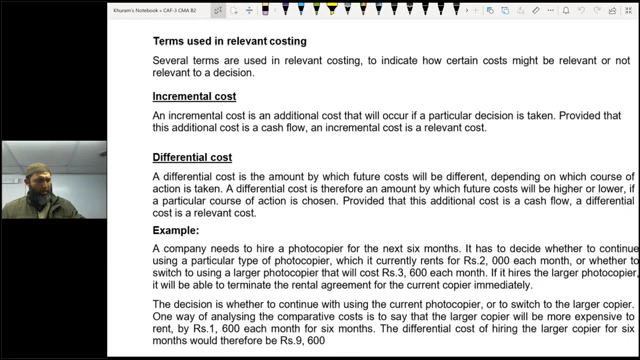 Khuram's Notebook » CAF-3 CMA B2
Terms used in relevant costing
Several terms are used in relevant costing, to indicate how certain costs might be relevant or not
relevant to a decision.
Incremental cost
An incremental cost is an additional cost that will occur if a particular decision is taken. Provided that
this additional cost is a cash flow, an incremental cost is a relevant cost.
Differential cost
A differential cost is the amount by which future costs will be different, depending on which course of
action is taken. A differential cost is therefore an amount by which future costs will be higher or lower, if
a particular course of action is chosen. Provided that this additional cost is a cash flow, a differential
cost is a relevant cost.
Example:
A company needs to hire a photocopier for the next six months. It has to decide whether to continue
using a particular type of photocopier, which it currently rents for Rs.2, 000 each month, or whether to
switch to using a larger photocopier that will cost Rs.3, 600 each month. If it hires the larger photocopier,
it will be able to terminate the rental agreement for the current copier immediately.
The decision is whether to continue with using the current photocopier, or to switch to the larger copier.
One way of analysing the comparative costs is to say that the larger copier will be more expensive to
rent, by Rs.1, 600 each month for six months. The differential cost of hiring the larger copier for six
months would therefore be Rs.9, 600